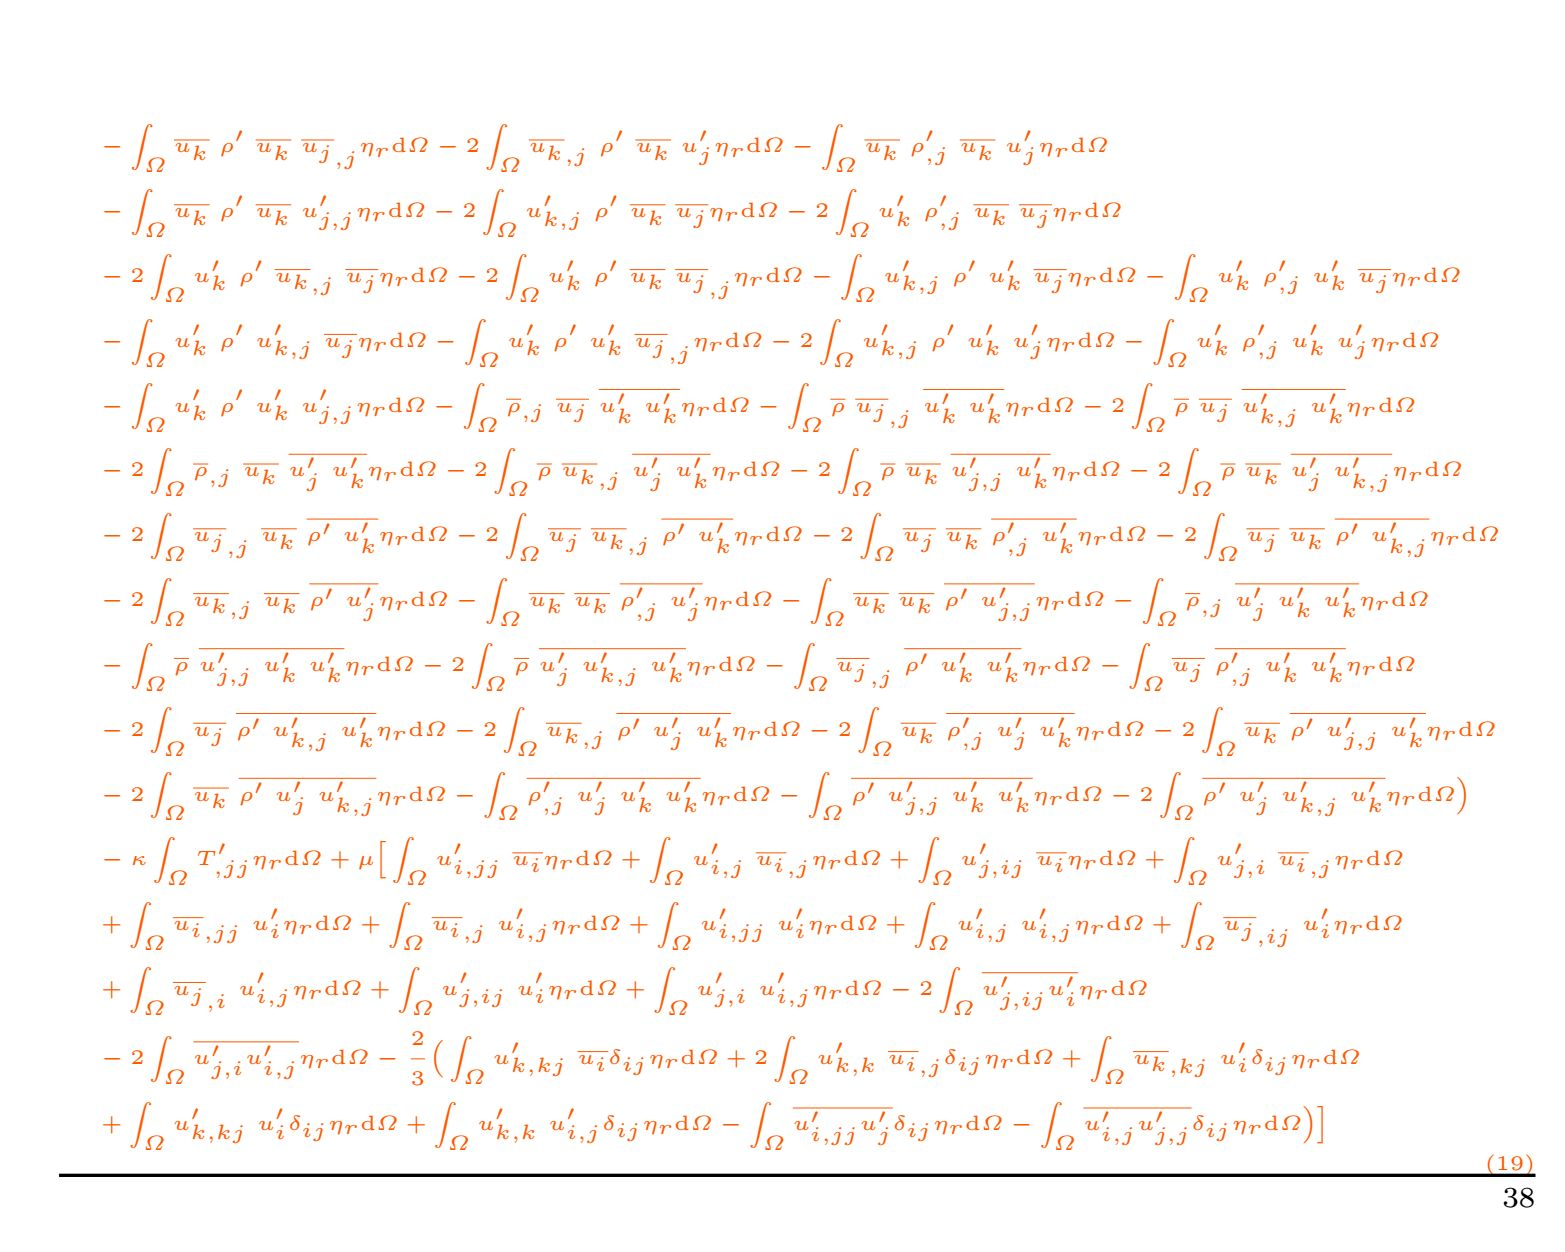 − ∫_Ω \overline{u_k} ρ′ \overline{u_k} \overline{u_j}_{,j} η_r dΩ − 2 ∫_Ω \overline{u_k}_{,j} ρ′ \overline{u_k} u′_j η_r dΩ − ∫_Ω \overline{u_k} ρ′_{,j} \overline{u_k} u′_j η_r dΩ
− ∫_Ω \overline{u_k} ρ′ \overline{u_k} u′_{j,j} η_r dΩ − 2 ∫_Ω u′_{k,j} ρ′ \overline{u_k} \overline{u_j} η_r dΩ − 2 ∫_Ω u′_k ρ′_{,j} \overline{u_k} \overline{u_j} η_r dΩ
− 2 ∫_Ω u′_k ρ′ \overline{u_k}_{,j} \overline{u_j} η_r dΩ − 2 ∫_Ω u′_k ρ′ \overline{u_k} \overline{u_j}_{,j} η_r dΩ − ∫_Ω u′_{k,j} ρ′ u′_k \overline{u_j} η_r dΩ − ∫_Ω u′_k ρ′_{,j} u′_k \overline{u_j} η_r dΩ
− ∫_Ω u′_k ρ′ u′_{k,j} \overline{u_j} η_r dΩ − ∫_Ω u′_k ρ′ u′_k \overline{u_j}_{,j} η_r dΩ − 2 ∫_Ω u′_{k,j} ρ′ u′_k u′_j η_r dΩ − ∫_Ω u′_k ρ′_{,j} u′_k u′_j η_r dΩ
− ∫_Ω u′_k ρ′ u′_k u′_{j,j} η_r dΩ − ∫_Ω \overline{ρ}_{,j} \overline{u_j} \overline{u′_k u′_k} η_r dΩ − ∫_Ω \overline{ρ} \overline{u_j}_{,j} \overline{u′_k u′_k} η_r dΩ − 2 ∫_Ω \overline{ρ} \overline{u_j} \overline{u′_{k,j} u′_k} η_r dΩ
− 2 ∫_Ω \overline{ρ}_{,j} \overline{u_k} \overline{u′_j u′_k} η_r dΩ − 2 ∫_Ω \overline{ρ} \overline{u_k}_{,j} \overline{u′_j u′_k} η_r dΩ − 2 ∫_Ω \overline{ρ} \overline{u_k} \overline{u′_{j,j} u′_k} η_r dΩ − 2 ∫_Ω \overline{ρ} \overline{u_k} \overline{u′_j u′_{k,j}} η_r dΩ
− 2 ∫_Ω \overline{u_j}_{,j} \overline{u_k} \overline{ρ′ u′_k} η_r dΩ − 2 ∫_Ω \overline{u_j} \overline{u_k}_{,j} \overline{ρ′ u′_k} η_r dΩ − 2 ∫_Ω \overline{u_j} \overline{u_k} \overline{ρ′_{,j} u′_k} η_r dΩ − 2 ∫_Ω \overline{u_j} \overline{u_k} \overline{ρ′ u′_{k,j}} η_r dΩ
− 2 ∫_Ω \overline{u_k}_{,j} \overline{u_k} \overline{ρ′ u′_j} η_r dΩ − ∫_Ω \overline{u_k} \overline{u_k} \overline{ρ′_{,j} u′_j} η_r dΩ − ∫_Ω \overline{u_k} \overline{u_k} \overline{ρ′ u′_{j,j}} η_r dΩ − ∫_Ω \overline{ρ}_{,j} \overline{u′_j u′_k u′_k} η_r dΩ
− ∫_Ω \overline{ρ} \overline{u′_{j,j} u′_k u′_k} η_r dΩ − 2 ∫_Ω \overline{ρ} \overline{u′_j u′_{k,j} u′_k} η_r dΩ − ∫_Ω \overline{u_j}_{,j} \overline{ρ′ u′_k u′_k} η_r dΩ − ∫_Ω \overline{u_j} \overline{ρ′_{,j} u′_k u′_k} η_r dΩ
− 2 ∫_Ω \overline{u_j} \overline{ρ′ u′_{k,j} u′_k} η_r dΩ − 2 ∫_Ω \overline{u_k}_{,j} \overline{ρ′ u′_j u′_k} η_r dΩ − 2 ∫_Ω \overline{u_k} \overline{ρ′_{,j} u′_j u′_k} η_r dΩ − 2 ∫_Ω \overline{u_k} \overline{ρ′ u′_{j,j} u′_k} η_r dΩ
− 2 ∫_Ω \overline{u_k} \overline{ρ′ u′_j u′_{k,j}} η_r dΩ − ∫_Ω \overline{ρ′_{,j} u′_j u′_k u′_k} η_r dΩ − ∫_Ω \overline{ρ′ u′_{j,j} u′_k u′_k} η_r dΩ − 2 ∫_Ω \overline{ρ′ u′_j u′_{k,j} u′_k} η_r dΩ)
− κ ∫_Ω T′_{,jj} η_r dΩ + μ[ ∫_Ω u′_{i,jj} \overline{u_i} η_r dΩ + ∫_Ω u′_{i,j} \overline{u_i}_{,j} η_r dΩ + ∫_Ω u′_{j,ij} \overline{u_i} η_r dΩ + ∫_Ω u′_{j,i} \overline{u_i}_{,j} η_r dΩ
+ ∫_Ω \overline{u_i}_{,jj} u′_i η_r dΩ + ∫_Ω \overline{u_i}_{,j} u′_{i,j} η_r dΩ + ∫_Ω u′_{i,jj} u′_i η_r dΩ + ∫_Ω u′_{i,j} u′_{i,j} η_r dΩ + ∫_Ω \overline{u_j}_{,ij} u′_i η_r dΩ
+ ∫_Ω \overline{u_j}_{,i} u′_{i,j} η_r dΩ + ∫_Ω u′_{j,ij} u′_i η_r dΩ + ∫_Ω u′_{j,i} u′_{i,j} η_r dΩ − 2 ∫_Ω \overline{u′_{j,ij} u′_i} η_r dΩ
− 2 ∫_Ω \overline{u′_{j,i} u′_{i,j}} η_r dΩ − \frac{2}{3} ( ∫_Ω u′_{k,kj} \overline{u_i} δ_{ij} η_r dΩ + 2 ∫_Ω u′_{k,k} \overline{u_i}_{,j} δ_{ij} η_r dΩ + ∫_Ω \overline{u_k}_{,kj} u′_i δ_{ij} η_r dΩ
+ ∫_Ω u′_{k,kj} u′_i δ_{ij} η_r dΩ + ∫_Ω u′_{k,k} u′_{i,j} δ_{ij} η_r dΩ − ∫_Ω \overline{u′_{i,jj} u′_j} δ_{ij} η_r dΩ − ∫_Ω \overline{u′_{i,j} u′_{j,j}} δ_{ij} η_r dΩ)]
(19)
38